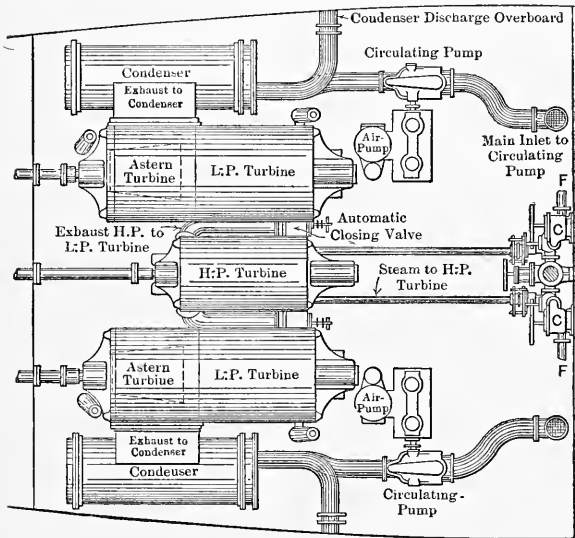 Coudenser Discharge Overboard
Circulating Pump
Condenser
Exhaust to
Condenser
Air-
Pump
Main Inlet to
Circulating
Pump
Astern
Turbine
L:P. Turbine
F
Exhaust H.P. to
L:P. Turbine
Automatic
Closing Valve
C
H:P. Turbine
Steam to H:P.
Turbine
C
F
Astern
Turbiue
L:P. Turbine
Air-
Pump
Exhaust to
Condenser
Condeuser
Circulating-
Pump